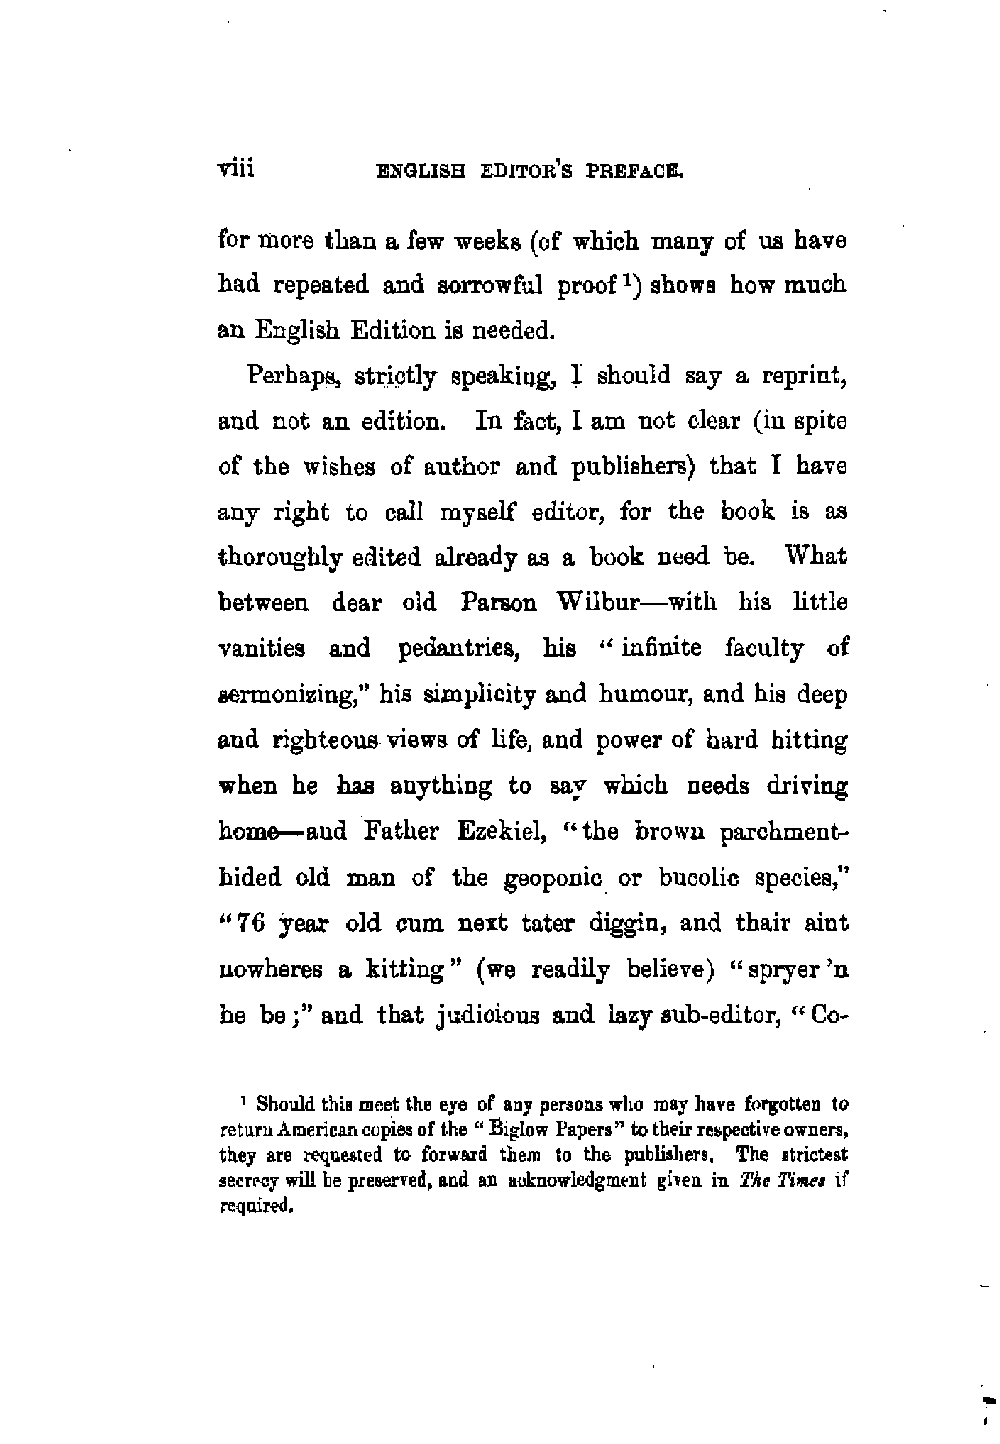 viii ENGLISH EDITOR'S PREFACE.
for more than a few weeks (of which many of us have
had repeated and sorrowful proof ¹) shows how much
an English Edition is needed.
Perhaps, strictly speaking, I should say a reprint,
and not an edition. In fact, I am not clear (in spite
of the wishes of author and publishers) that I have
any right to call myself editor, for the book is as
thoroughly edited already as a book need be. What
between dear old Parson Wilbur—with his little
vanities and pedantries, his “infinite faculty of
sermonizing,” his simplicity and humour, and his deep
and righteous views of life, and power of hard hitting
when he has anything to say which needs driving
home—and Father Ezekiel, “the brown parchment-
hided old man of the geoponic or bucolic species,”
“76 year old cum next tater diggin, and thair aint
nowheres a kitting” (we readily believe) “spryer ’n
he be;” and that judicious and lazy sub-editor, “Co-
¹ Should this meet the eye of any persons who may have forgotten to
return American copies of the “Biglow Papers” to their respective owners,
they are requested to forward them to the publishers. The strictest
secrecy will be preserved, and an acknowledgment given in The Times if
required.